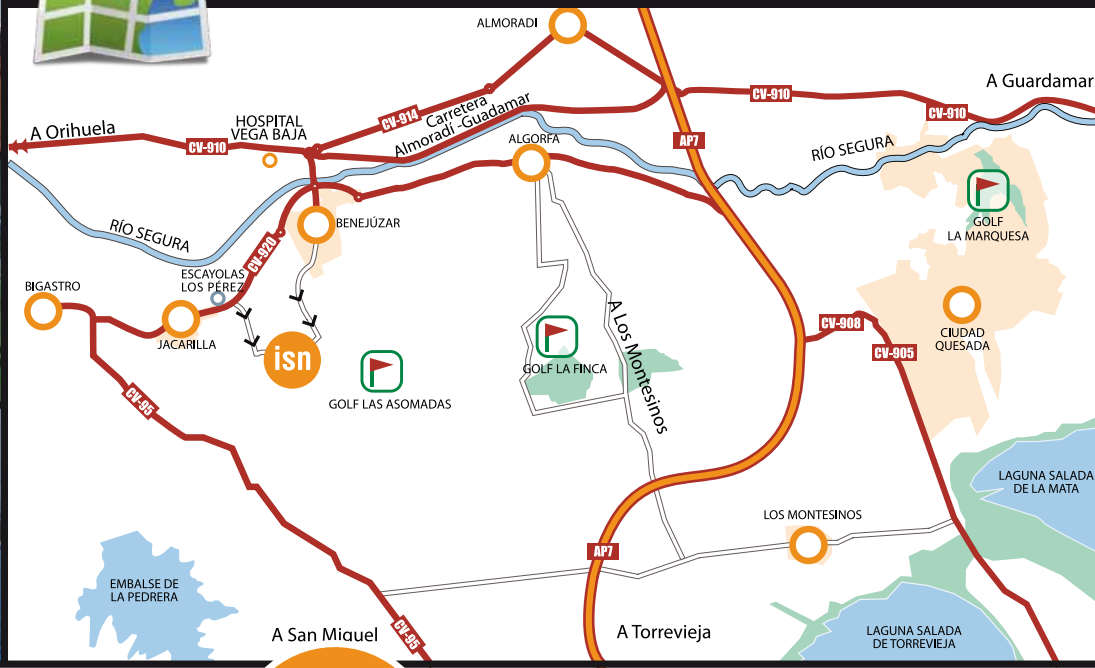 ALMORADI
A Guardamar
CV-910
CV-910
CV-914
Carretera
Almoradí -Guadamar
HOSPITAL
VEGA BAJA
A Orihuela
CV-910
ALGORFA
AP7
RÍO SEGURA
GOLF
LA MARQUESA
BENEJÚZAR
RÍO SEGURA
CV-920
ESCAYOLAS
LOS PÉREZ
BIGASTRO
JACARILLA
isn
A Los Montesinos
CV-908
CV-905
CIUDAD
QUESADA
GOLF LA FINCA
GOLF LAS ASOMADAS
CV-95
LAGUNA SALADA
DE LA MATA
LOS MONTESINOS
AP7
EMBALSE DE
LA PEDRERA
A San Miguel
CV-95
A Torrevieja
LAGUNA SALADA
DE TORREVIEJA